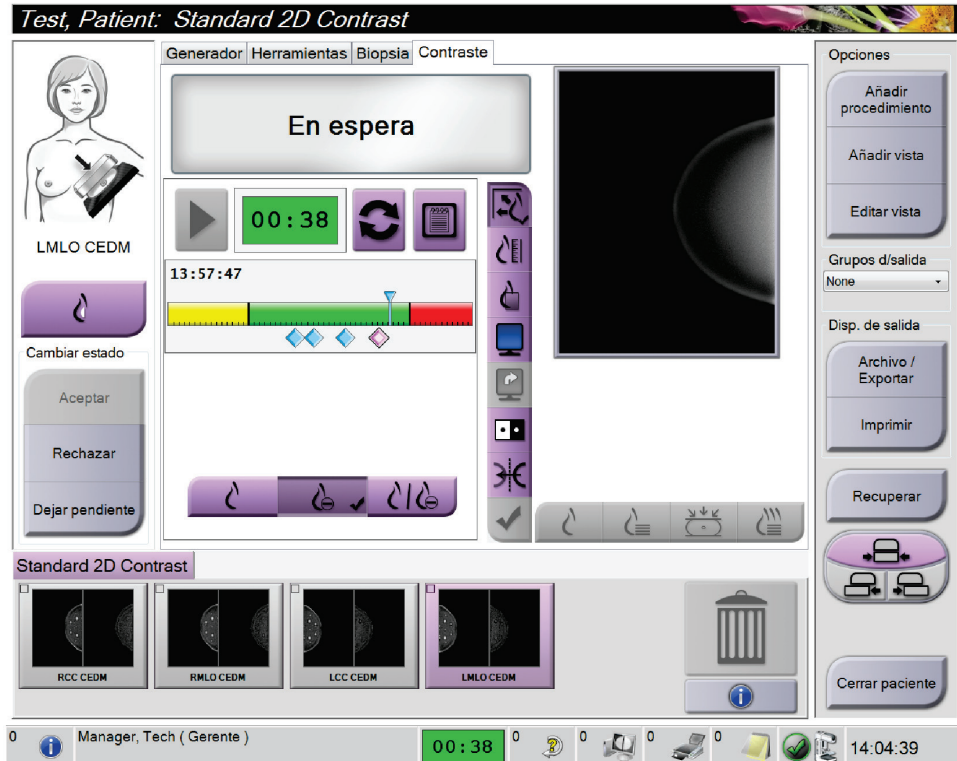 Test, Patient: Standard 2D Contrast
Generador Herramientas Biopsia Contraste
En espera
LMLO CEDM
00:38
13:57:47
Cambiar estado
Aceptar
Rechazar
Dejar pendiente
Opciones
Añadir
procedimiento
Añadir vista
Editar vista
Grupos d/salida
None
Disp. de salida
Archivo /
Exportar
Imprimir
Recuperar
Cerrar paciente
Standard 2D Contrast
RCC CEDM
RMLO CEDM
LCC CEDM
LMLO CEDM
0 Manager, Tech ( Gerente ) 00:38 0 0 0 0 14:04:39